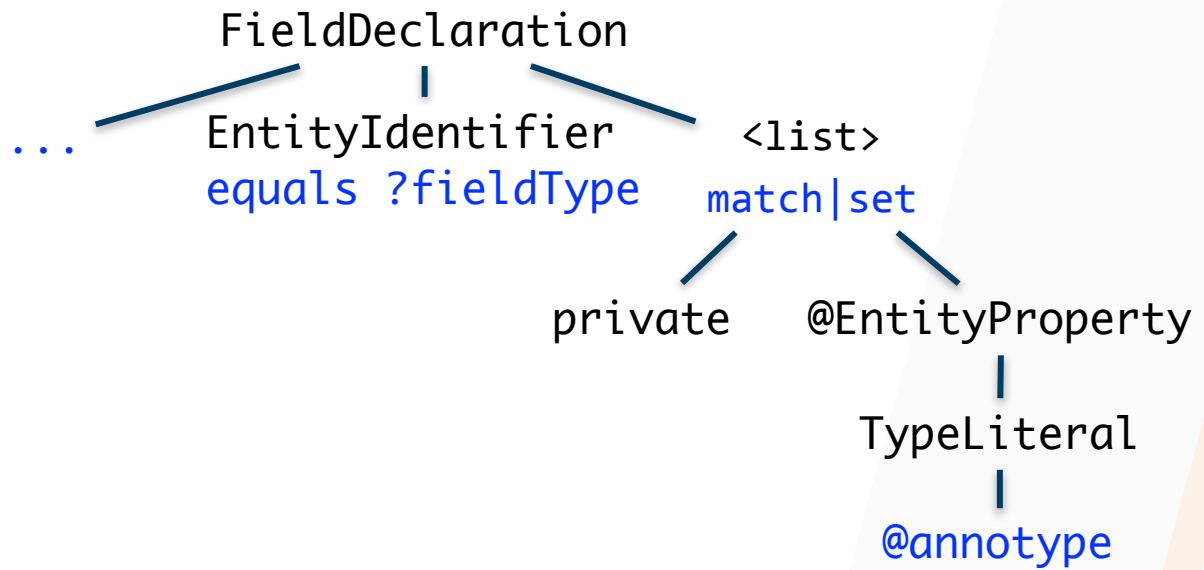 FieldDeclaration
...
EntityIdentifier
equals ?fieldType
<list>
match|set
private
@EntityProperty
TypeLiteral
@annotype